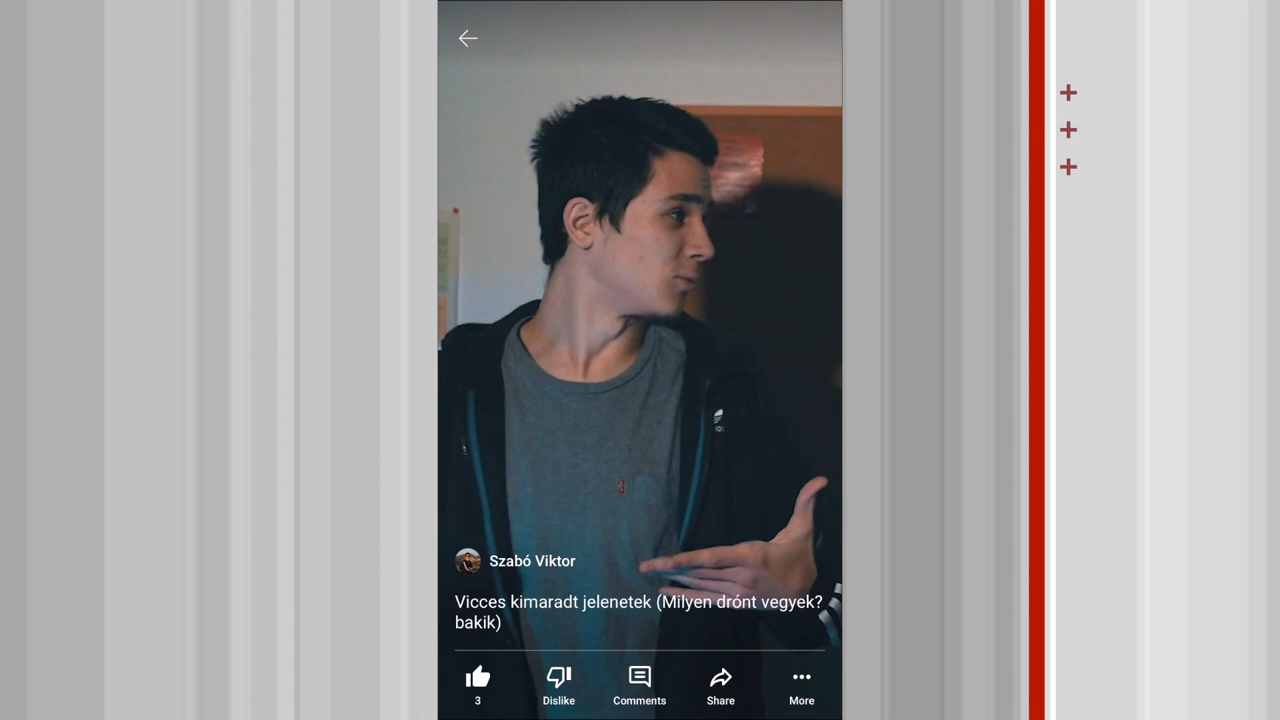 Szabó Viktor
Vicces kimaradt jelenetek (Milyen drónt vegyek?
bakik)
3 Dislike Comments Share More